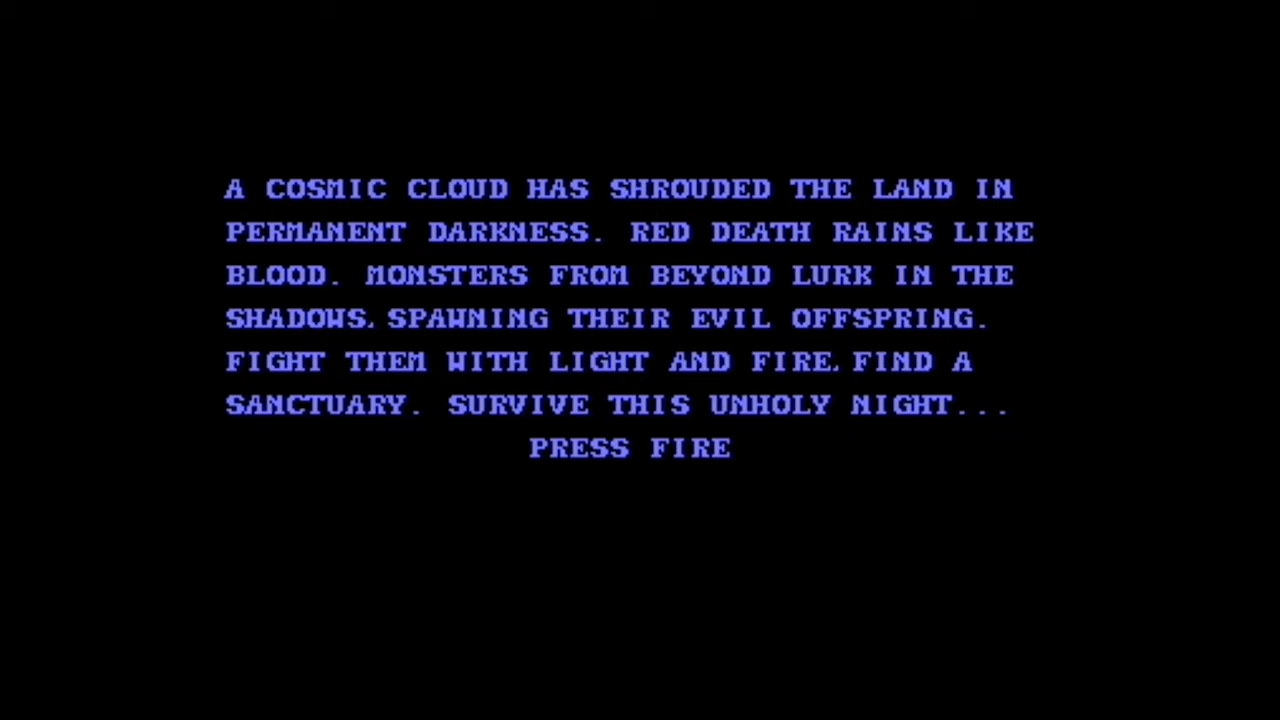 A COSMIC CLOUD HAS SHROUDED THE LAND IN
PERMANENT DARKNESS. RED DEATH RAINS LIKE
BLOOD. MONSTERS FROM BEYOND LURK IN THE
SHADOWS, SPAWNING THEIR EVIL OFFSPRING.
FIGHT THEM WITH LIGHT AND FIRE. FIND A
SANCTUARY. SURVIVE THIS UNHOLY NIGHT...
PRESS FIRE